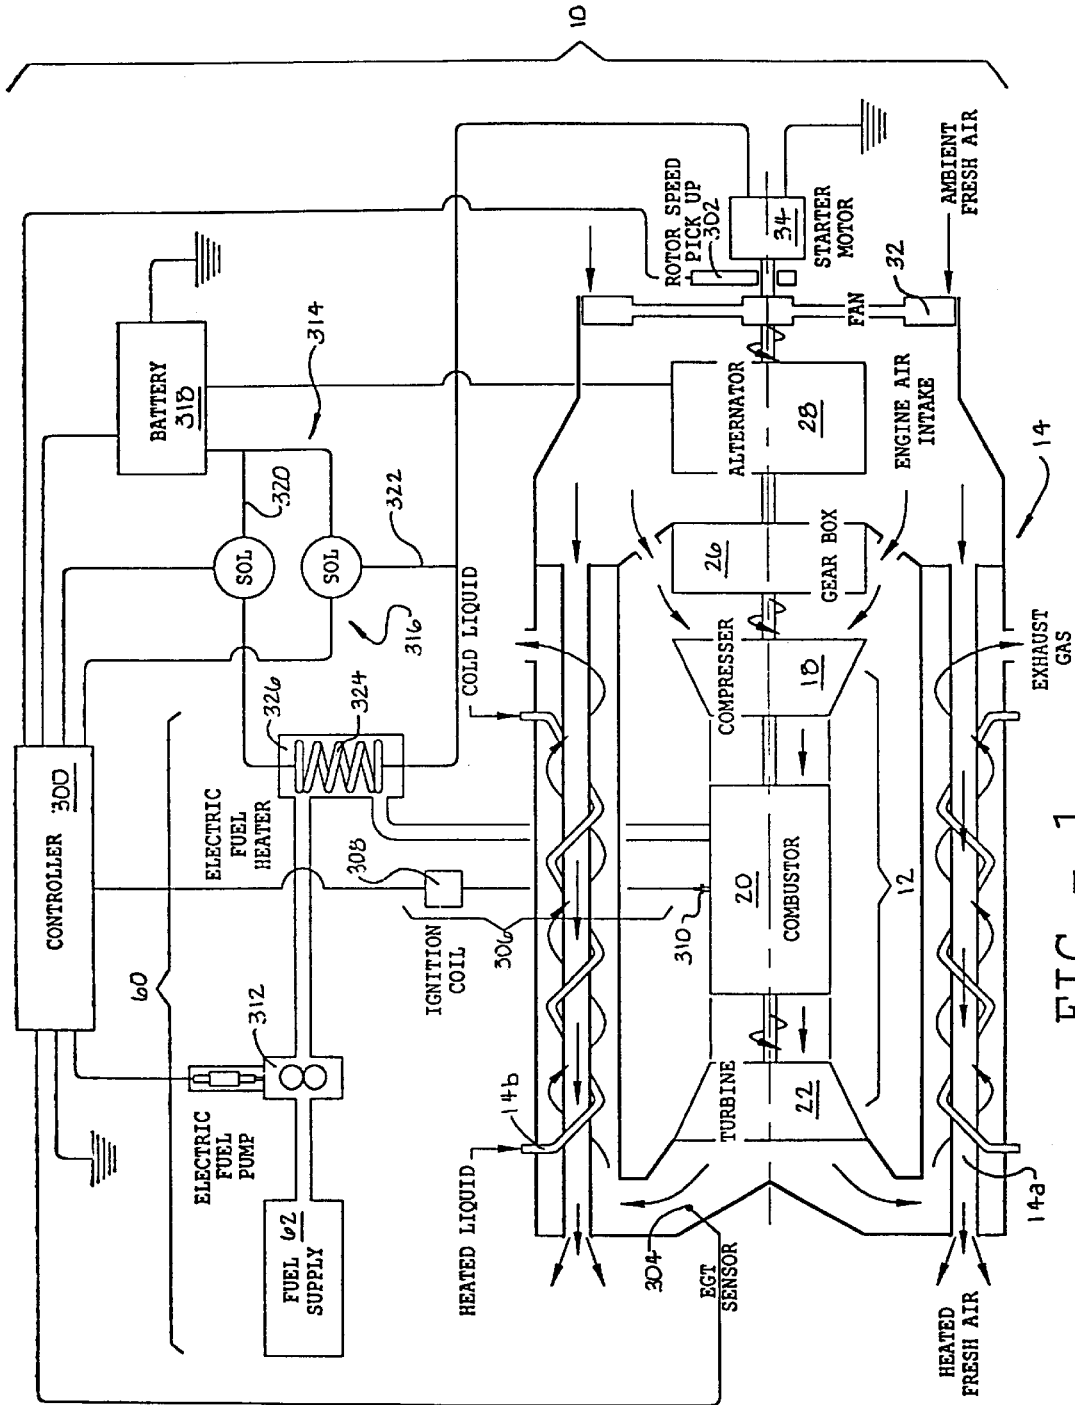 10
CONTROLLER
300
BATTERY
318
314
320
SOL
SOL
322
316
326
324
60
ELECTRIC
FUEL
HEATER
308
306
IGNITION
COIL
310
312
ELECTRIC
FUEL
PUMP
FUEL
SUPPLY
62
ROTOR SPEED
PICK UP
302
34
STARTER
MOTOR
AMBIENT
FRESH AIR
32
FAN
ALTERNATOR
28
ENGINE AIR
INTAKE
14
26
GEAR BOX
COLD LIQUID
COMPRESSER
18
EXHAUST
GAS
20
COMBUSTOR
12
TURBINE
22
14b
HEATED LIQUID
14a
304
EGT
SENSOR
HEATED
FRESH AIR
FIG - 1